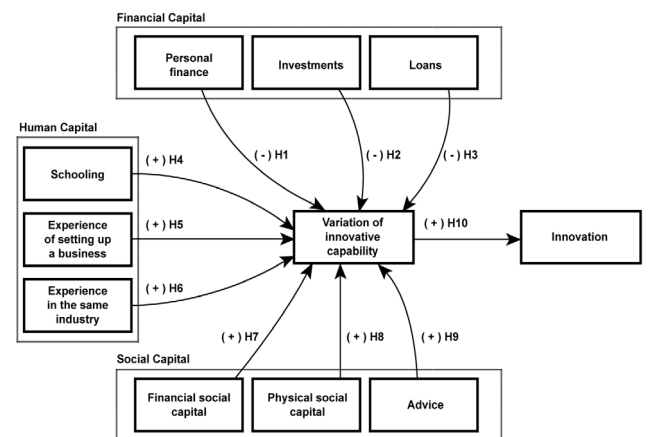 Financial Capital
Personal
finance
Investments
Loans
( - ) H1
( - ) H2
( - ) H3
Human Capital
Schooling
Experience
of setting up
a business
Experience
in the same
industry
( + ) H4
( + ) H5
( + ) H6
Variation of
innovative
capability
( + ) H10
Innovation
( + ) H7
( + ) H8
( + ) H9
Social Capital
Financial social
capital
Physical social
capital
Advice